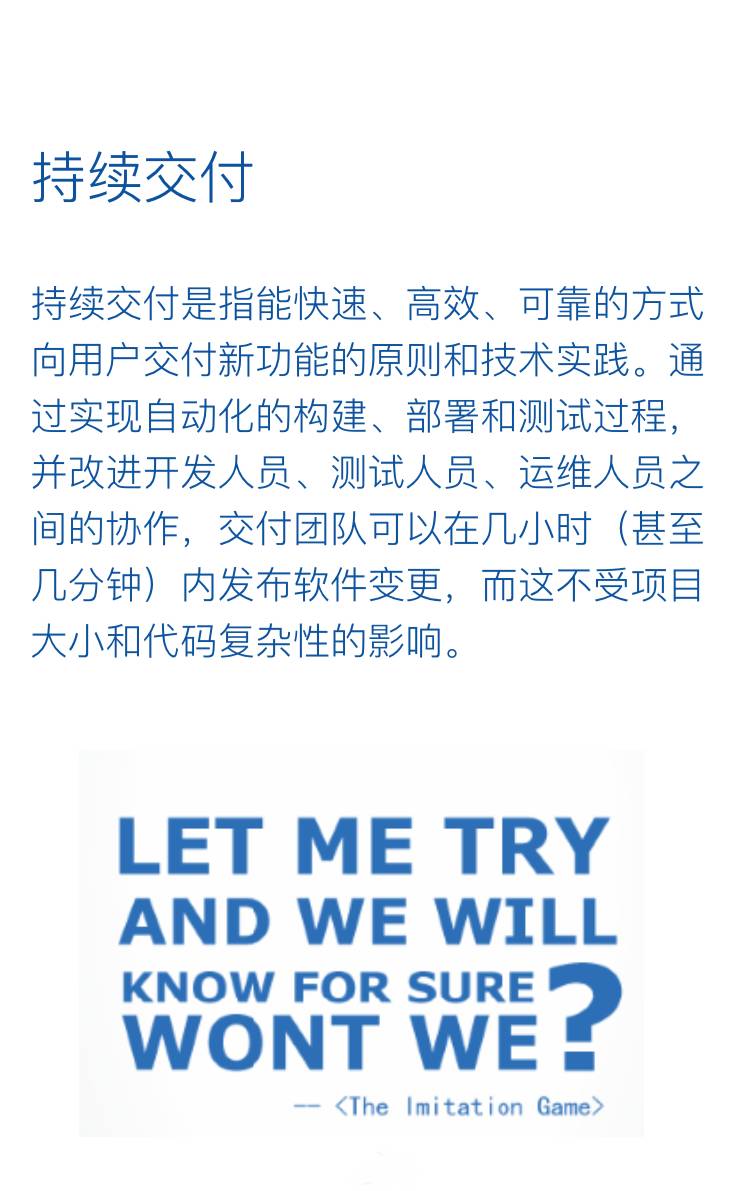 持续交付
持续交付是指能快速、高效、可靠的方式
向用户交付新功能的原则和技术实践。通
过实现自动化的构建、部署和测试过程，
并改进开发人员、测试人员、运维人员之
间的协作，交付团队可以在几小时（甚至
几分钟）内发布软件变更，而这不受项目
大小和代码复杂性的影响。
LET ME TRY
AND WE WILL
KNOW FOR SURE
WONT WE?
-- <The Imitation Game>